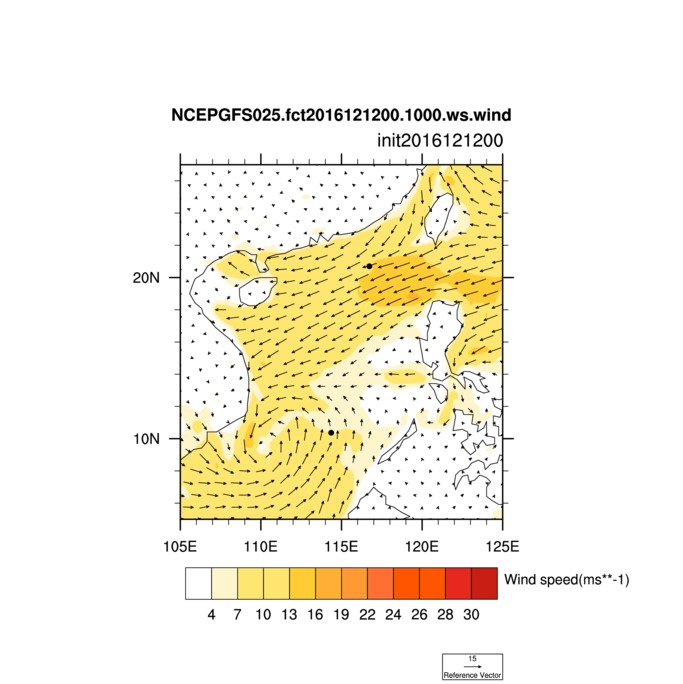 NCEPGFS025.fct2016121200.1000.ws.wind
init2016121200
20N
10N
105E 110E 115E 120E 125E
4 7 10 13 16 19 22 24 26 28 30
Wind speed(ms**-1)
15
Reference Vector